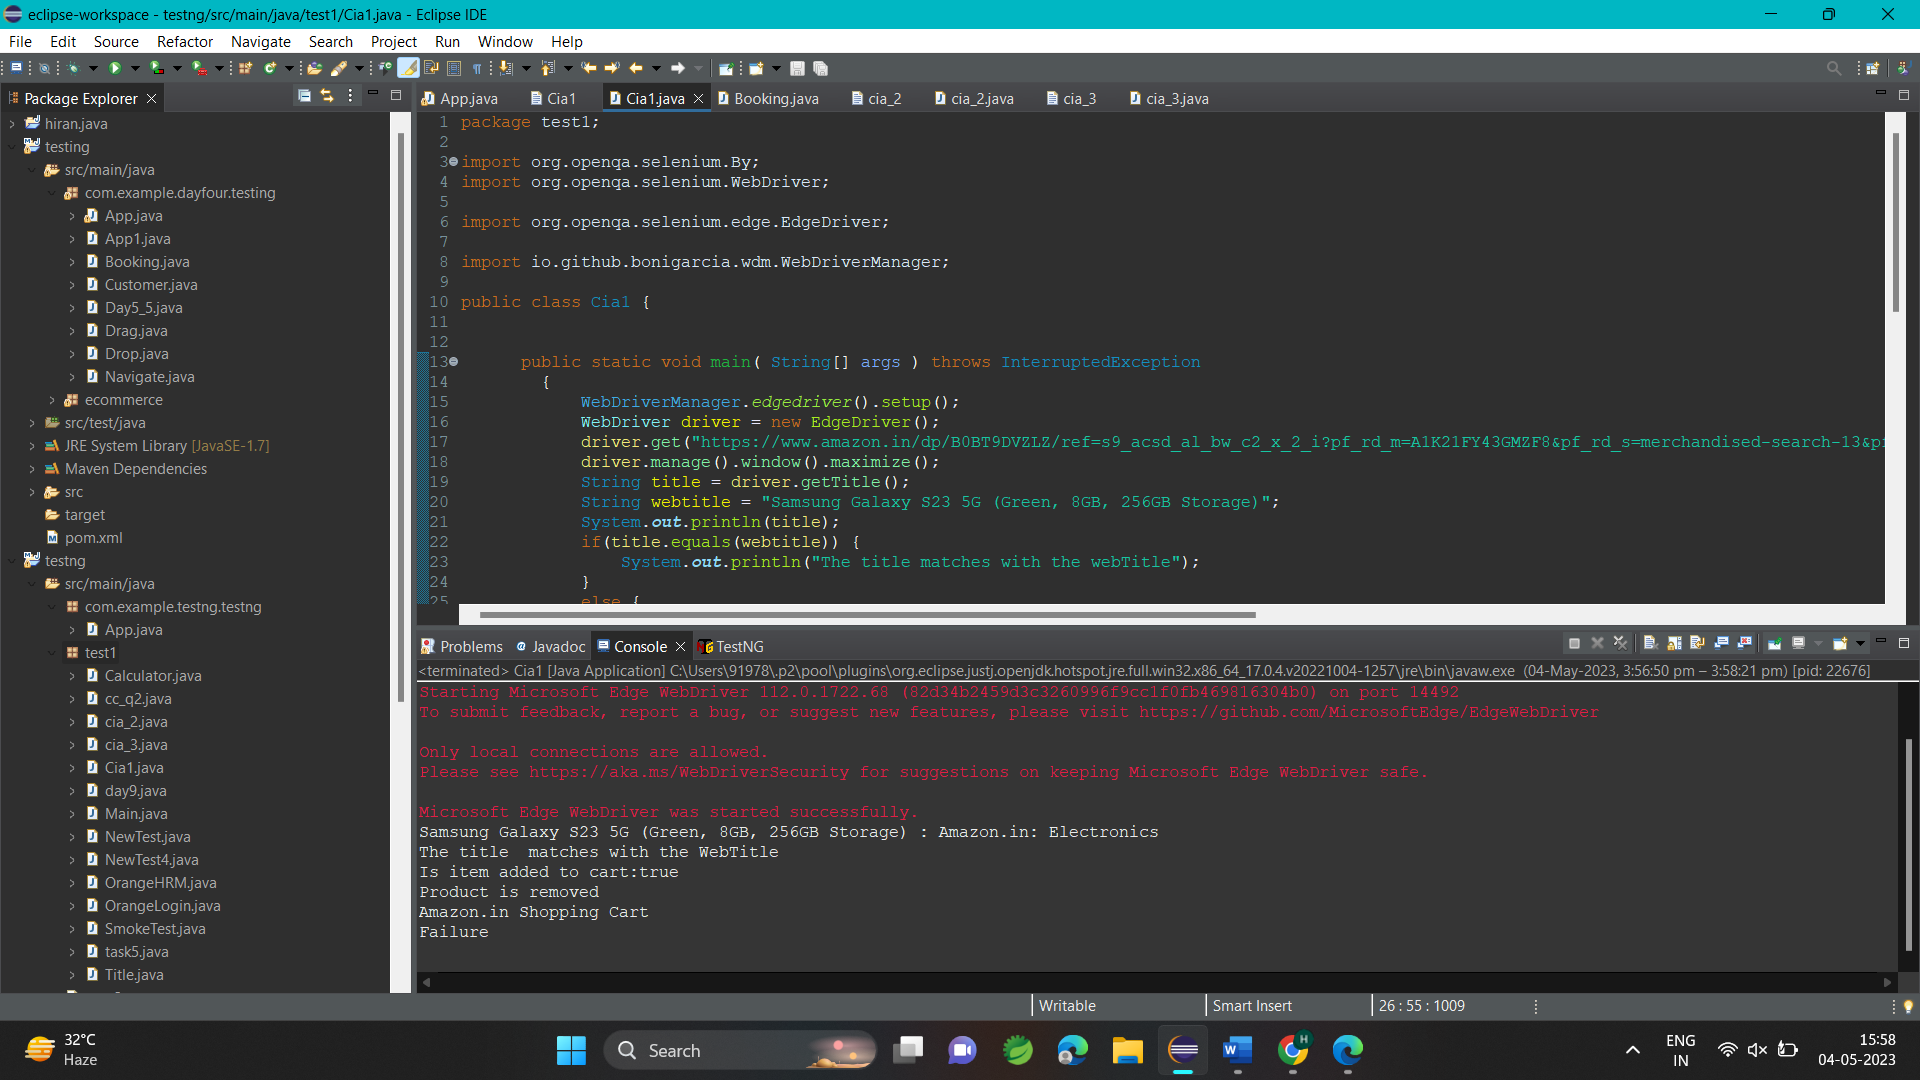 eclipse-workspace - testng/src/main/java/test1/Cia1.java - Eclipse IDE
File Edit Source Refactor Navigate Search Project Run Window Help
Package Explorer
hiran.java
testing
src/main/java
com.example.dayfour.testing
App.java
App1.java
Booking.java
Customer.java
Day5_5.java
Drag.java
Drop.java
Navigate.java
ecommerce
src/test/java
JRE System Library [JavaSE-1.7]
Maven Dependencies
src
target
pom.xml
testng
src/main/java
com.example.testng.testng
App.java
test1
Calculator.java
cc_q2.java
cia_2.java
cia_3.java
Cia1.java
day9.java
Main.java
NewTest.java
NewTest4.java
OrangeHRM.java
OrangeLogin.java
SmokeTest.java
task5.java
Title.java
App.java Cia1 Cia1.java Booking.java cia_2 cia_2.java cia_3 cia_3.java
1 package test1;
2
3 import org.openqa.selenium.By;
4 import org.openqa.selenium.WebDriver;
5
6 import org.openqa.selenium.edge.EdgeDriver;
7
8 import io.github.bonigarcia.wdm.WebDriverManager;
9
10 public class Cia1 {
11
12
13 public static void main( String[] args ) throws InterruptedException
14 {
15 WebDriverManager.edgedriver().setup();
16 WebDriver driver = new EdgeDriver();
17 driver.get("https://www.amazon.in/dp/B0BT9DVZLZ/ref=s9_acsd_al_bw_c2_x_2_i?pf_rd_m=A1K21FY43GMZF8&pf_rd_s=merchandised-search-13&p
18 driver.manage().window().maximize();
19 String title = driver.getTitle();
20 String webtitle = "Samsung Galaxy S23 5G (Green, 8GB, 256GB Storage)";
21 System.out.println(title);
22 if(title.equals(webtitle)) {
23 System.out.println("The title matches with the webTitle");
24 }
25 else {
Problems Javadoc Console TestNG
<terminated> Cia1 [Java Application] C:\Users\91978\.p2\pool\plugins\org.eclipse.justj.openjdk.hotspot.jre.full.win32.x86_64_17.0.4.v20221004-1257\jre\bin\javaw.exe (04-May-2023, 3:56:50 pm – 3:58:21 pm) [pid: 22676]
Starting Microsoft Edge WebDriver 112.0.1722.68 (82d34b2459d3c3260996f9cc1f0fb469816304b0) on port 14492
To submit feedback, report a bug, or suggest new features, please visit https://github.com/MicrosoftEdge/EdgeWebDriver
Only local connections are allowed.
Please see https://aka.ms/WebDriverSecurity for suggestions on keeping Microsoft Edge WebDriver safe.
Microsoft Edge WebDriver was started successfully.
Samsung Galaxy S23 5G (Green, 8GB, 256GB Storage) : Amazon.in: Electronics
The title  matches with the WebTitle
Is item added to cart:true
Product is removed
Amazon.in Shopping Cart
Failure
Writable Smart Insert 26 : 55 : 1009
32°C
Haze
Search
ENG
IN
15:58
04-05-2023